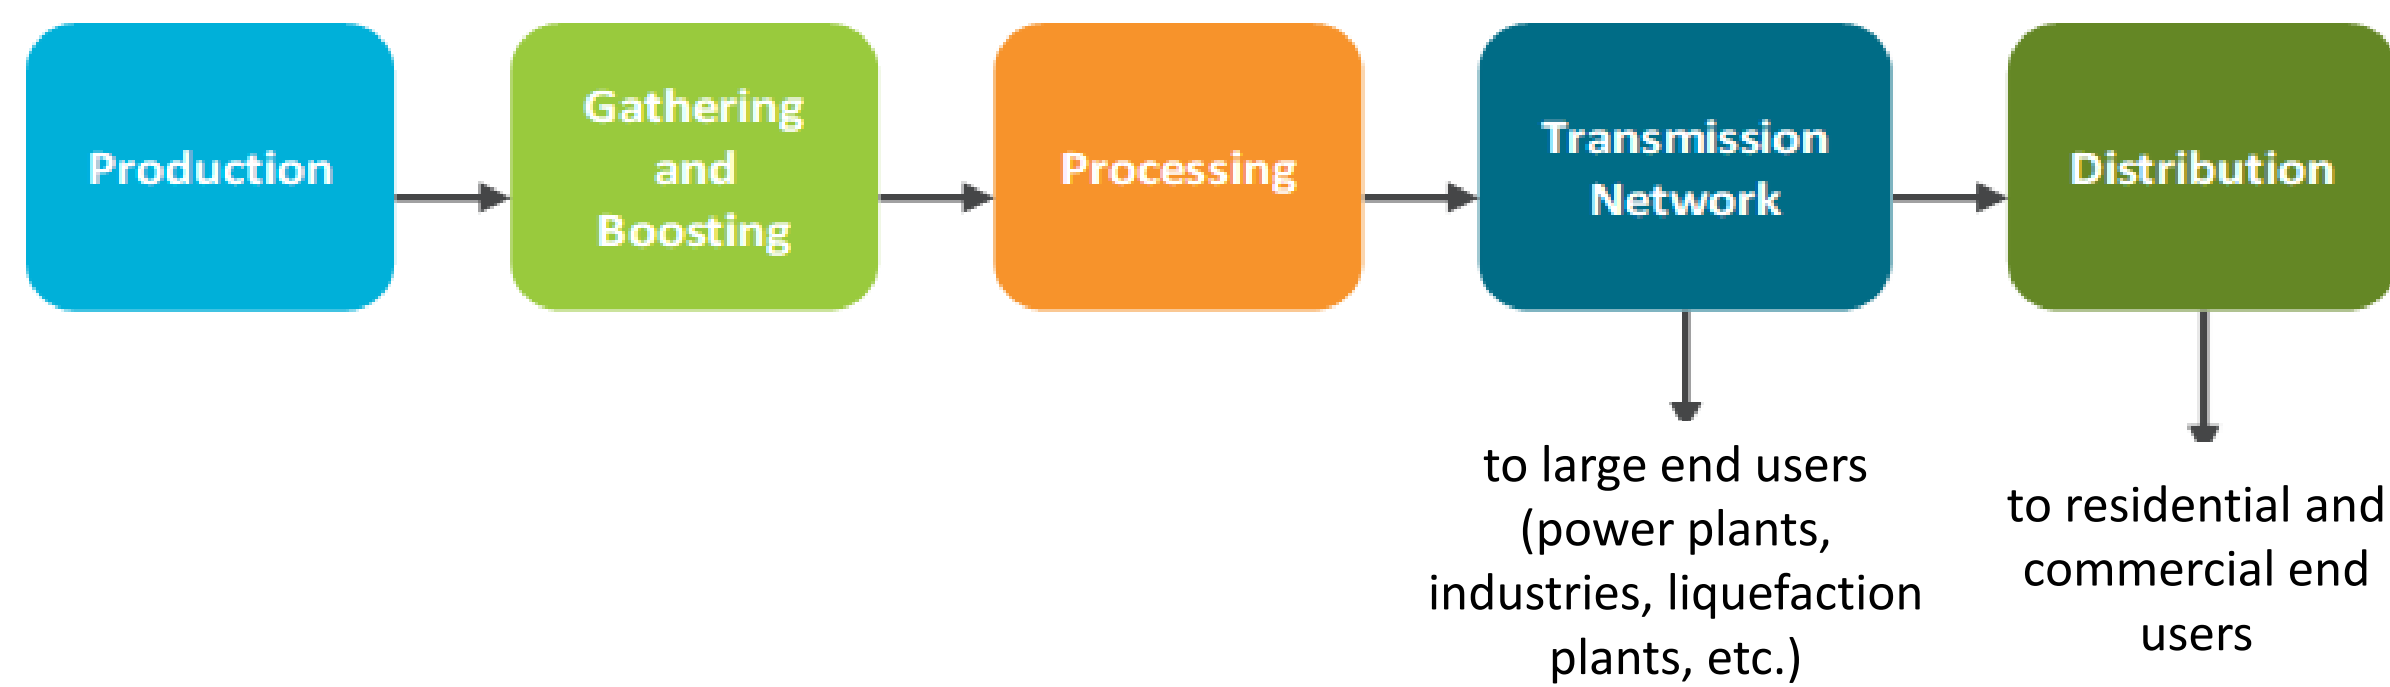 Production
Gathering
and
Boosting
Processing
Transmission
Network
Distribution
to large end users
(power plants,
industries, liquefaction
plants, etc.)
to residential and
commercial end
users